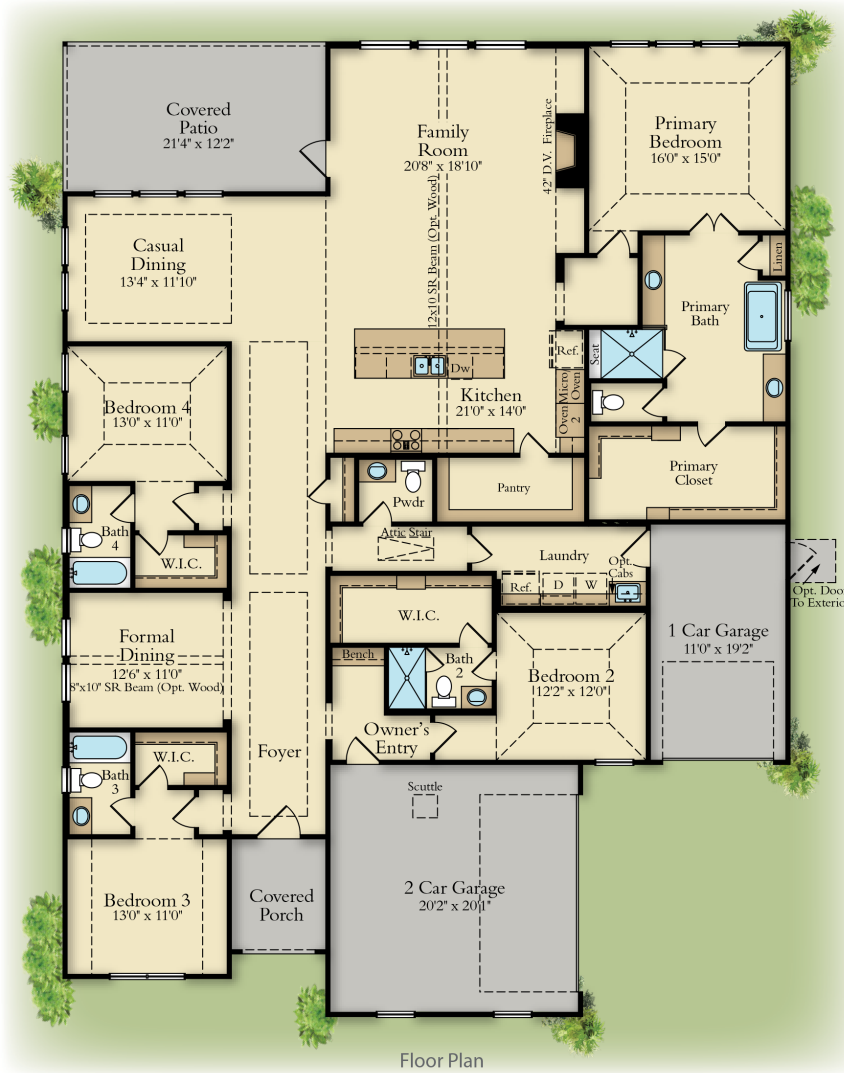 Covered
Patio
21'4" x 12'2"
Family
Room
20'8" x 18'10"
42" D.V. Fireplace
Primary
Bedroom
16'0" x 15'0"
12x10 SR Beam (Opt. Wood)
Casual
Dining
13'4" x 11'10"
Linen
Primary
Bath
Ref.
Seat
Dw
Kitchen
21'0" x 14'0"
Micro
Oven
Oven
2
Bedroom 4
13'0" x 11'0"
Primary
Closet
Pwdr
Pantry
Bath
4
W.I.C.
Attic Stair
Laundry
Opt.
Cabs
Ref.
D
W
Opt. Doo
To Exterio
W.I.C.
Formal
Dining
12'6" x 11'0"
8"x10" SR Beam (Opt. Wood)
1 Car Garage
11'0" x 19'2"
Bench
Bath
2
Bedroom 2
12'2" x 12'0"
Foyer
Owner's
Entry
W.I.C.
Bath
3
Scuttle
Bedroom 3
13'0" x 11'0"
Covered
Porch
2 Car Garage
20'2" x 20'1"
Floor Plan